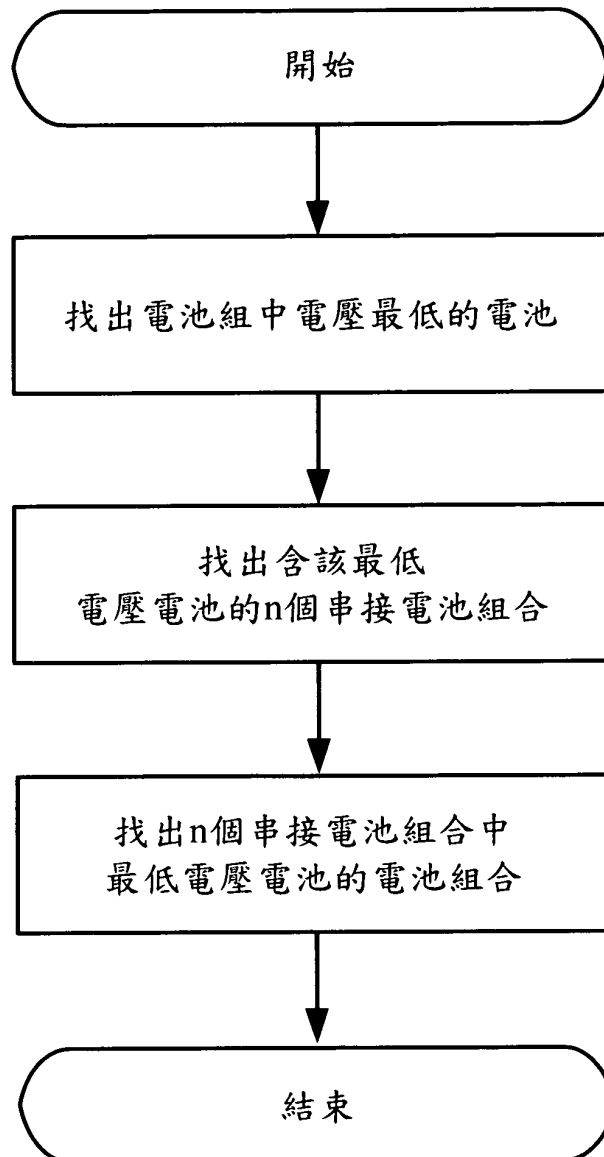 開始
找出電池組中電壓最低的電池
找出含該最低
電壓電池的n個串接電池組合
找出n個串接電池組合中
最低電壓電池的電池組合
結束